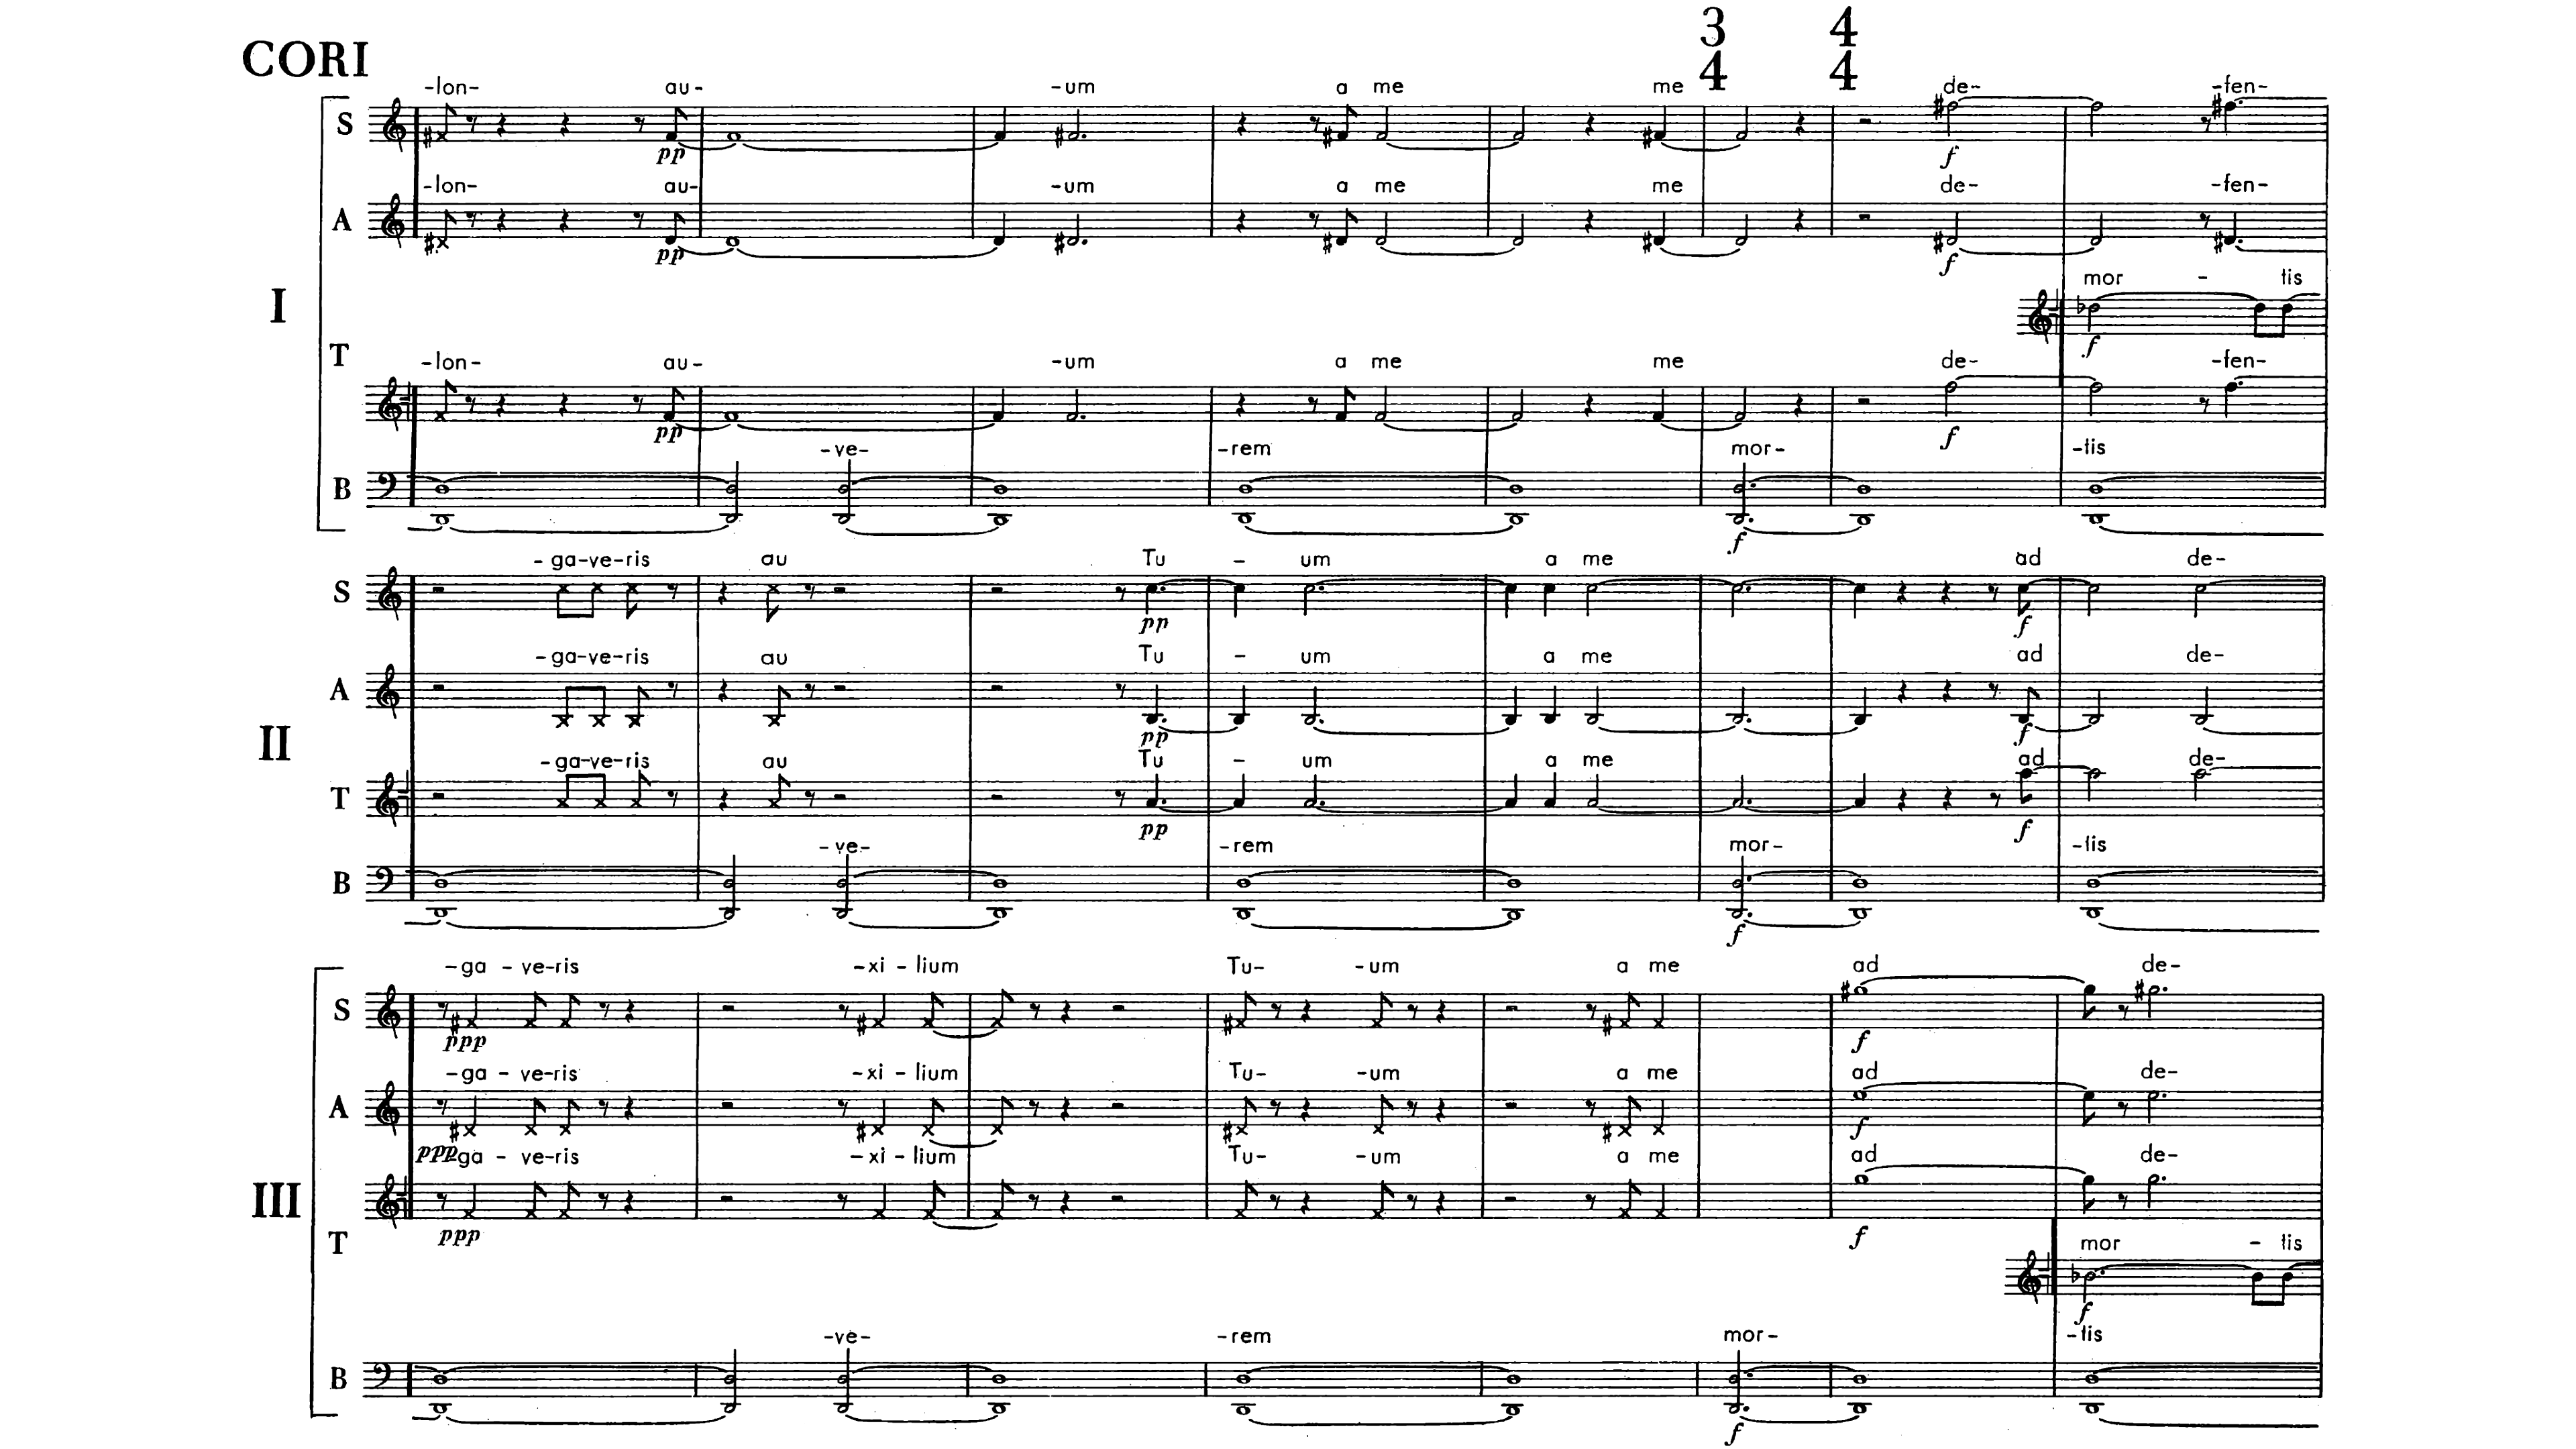 CORI
3 4
4 4
-lon- au- -um a me me de- -fen-
S
pp f
-lon- au- -um a me me de- -fen-
A
pp f
I
mor - tis
f
T
-lon- au- -um a me me de- -fen-
pp f
-ve- -rem mor- -tis
B
f
-ga-ve-ris au Tu - um a me ad de-
S
pp f
-ga-ve-ris au Tu - um a me ad de-
A
pp f
II
-ga-ve-ris au Tu - um a me ad de-
T
pp f
-ve- -rem mor- -tis
B
f
-ga - ve-ris -xi - lium Tu- -um a me ad de-
S
ppp f
-ga - ve-ris -xi - lium Tu- -um a me ad de-
A
ppp f
-ga - ve-ris -xi - lium Tu- -um a me ad de-
III
ppp f
T
mor - tis
f
-ve- -rem mor- -tis
B
f